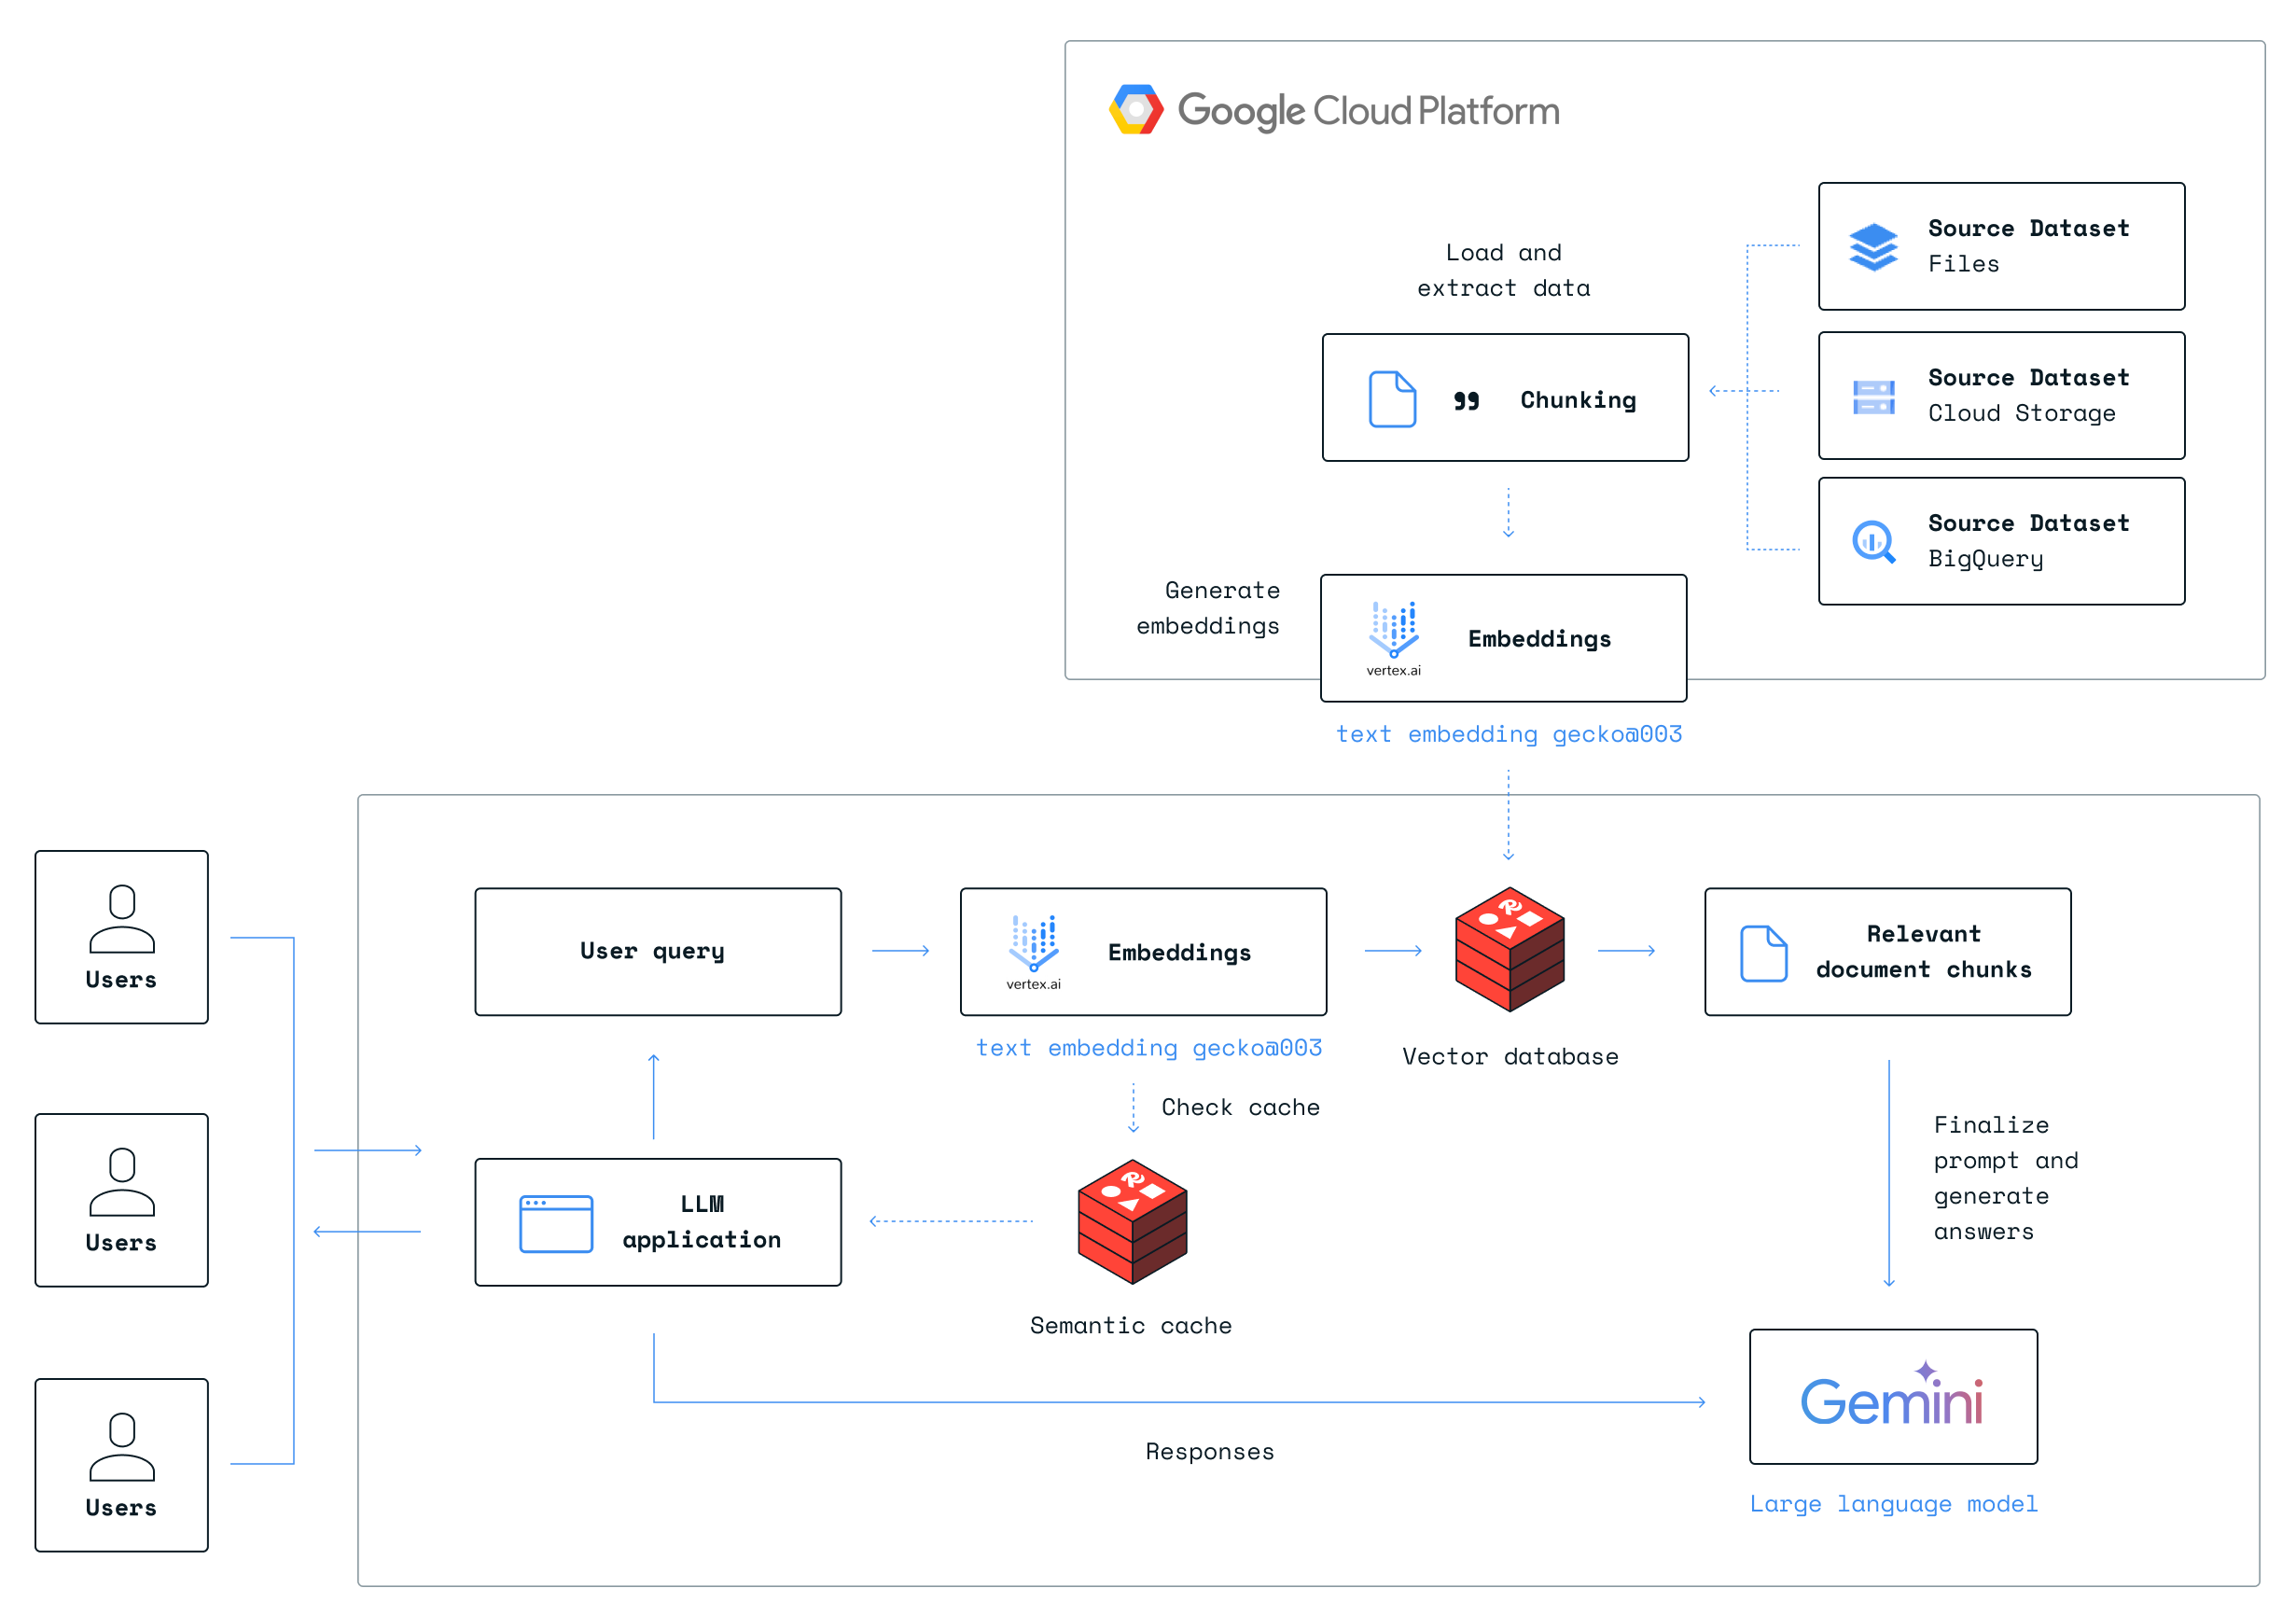 Google Cloud Platform
Source Dataset
Files
Load and
extract data
Source Dataset
Cloud Storage
Chunking
Source Dataset
BigQuery
Generate
embeddings
vertex.ai
Embeddings
text embedding gecko@003
Users
User query
vertex.ai
Embeddings
text embedding gecko@003
Vector database
Relevant
document chunks
Check cache
Finalize
prompt and
generate
answers
Users
LLM
application
Semantic cache
Gemini
Large language model
Responses
Users